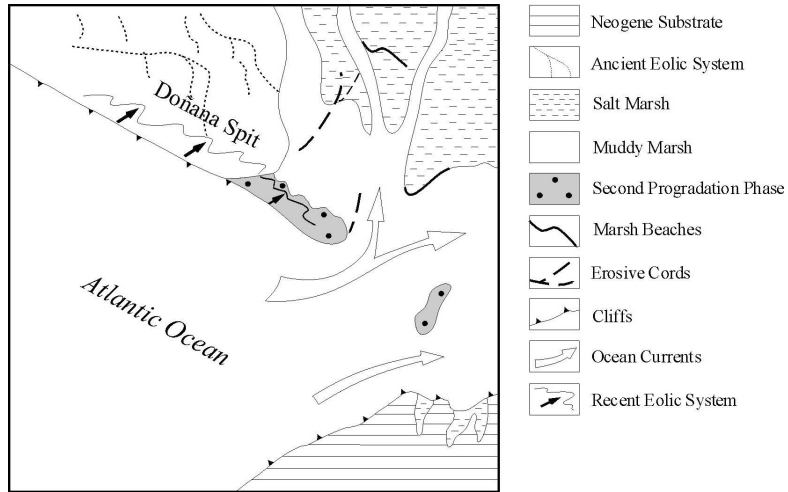 Doñana Spit
Atlantic Ocean
Neogene Substrate
Ancient Eolic System
Salt Marsh
Muddy Marsh
Second Progradation Phase
Marsh Beaches
Erosive Cords
Cliffs
Ocean Currents
Recent Eolic System